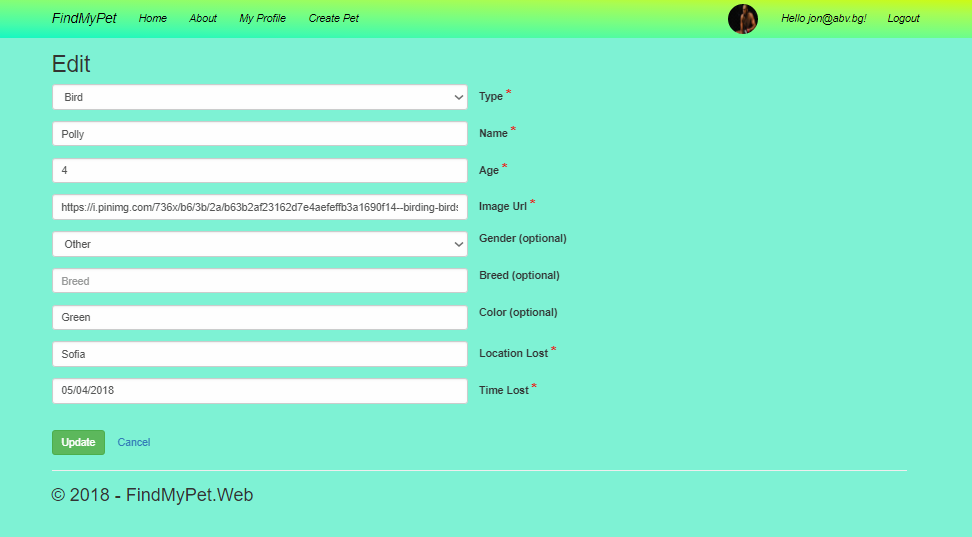 FindMyPet Home About My Profile Create Pet Hello jon@abv.bg! Logout
Edit
Bird Type *
Polly Name *
4 Age *
https://i.pinimg.com/736x/b6/3b/2a/b63b2af23162d7e4aefeffb3a1690f14--birding-birds Image Url *
Other Gender (optional)
Breed Breed (optional)
Green Color (optional)
Sofia Location Lost *
05/04/2018 Time Lost *
Update Cancel
© 2018 - FindMyPet.Web